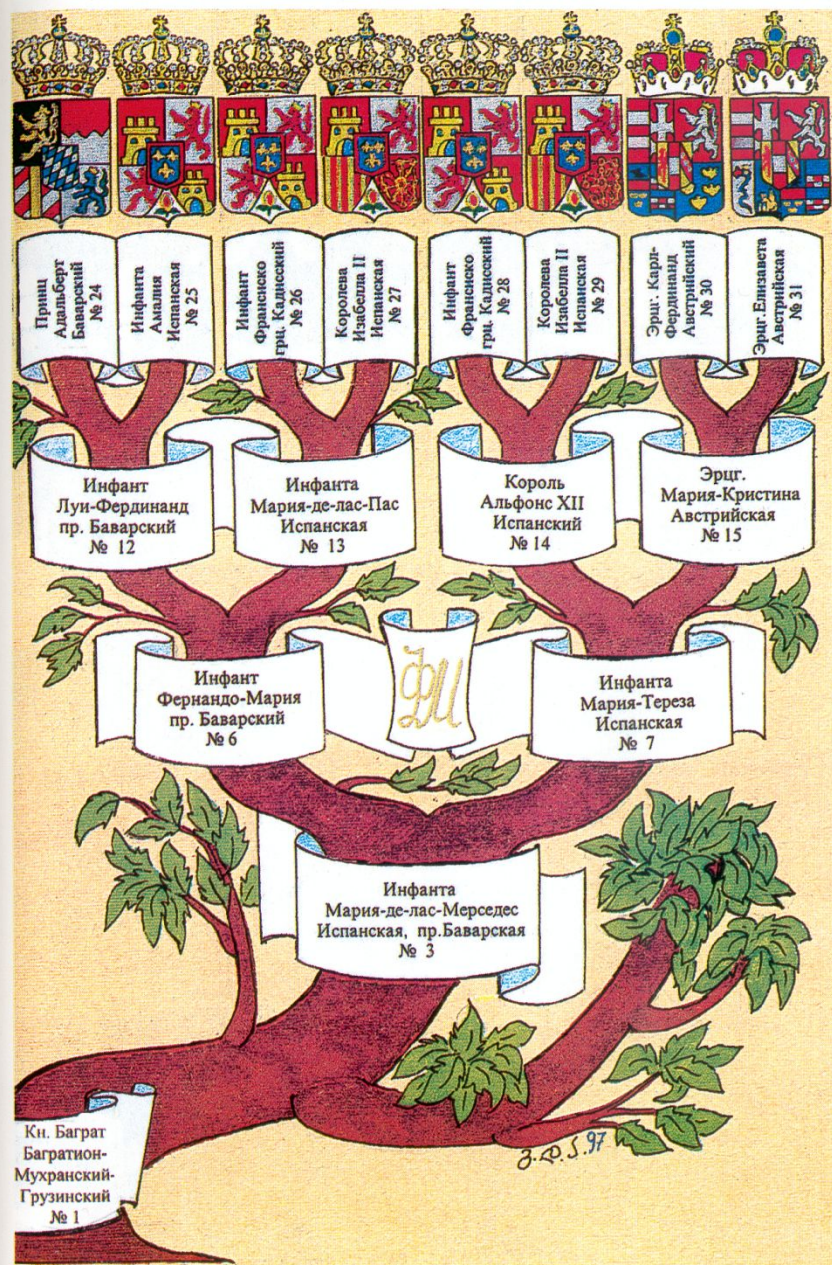 Принц
Адальберт
Баварский
№ 24
Инфанта
Амалия
Испанская
№ 25
Инфант
Франсиско
грц. Кадисский
№ 26
Королева
Изабелла II
Испанская
№ 27
Инфант
Франсиско
грц. Кадисский
№ 28
Королева
Изабелла II
Испанская
№ 29
Эрцг. Карл-
Фердинанд
Австрийский
№ 30
Эрцг. Елизавета
Австрийская
№ 31
Инфант
Луи-Фердинанд
пр. Баварский
№ 12
Инфанта
Мария-де-лас-Пас
Испанская
№ 13
Король
Альфонс XII
Испанский
№ 14
Эрцг.
Мария-Кристина
Австрийская
№ 15
Инфант
Фернандо-Мария
пр. Баварский
№ 6
ФМ
Инфанта
Мария-Тереза
Испанская
№ 7
Инфанта
Мария-де-лас-Мерседес
Испанская, пр.Баварская
№ 3
Кн. Баграт
Багратион-
Мухранский-
Грузинский
№ 1
97